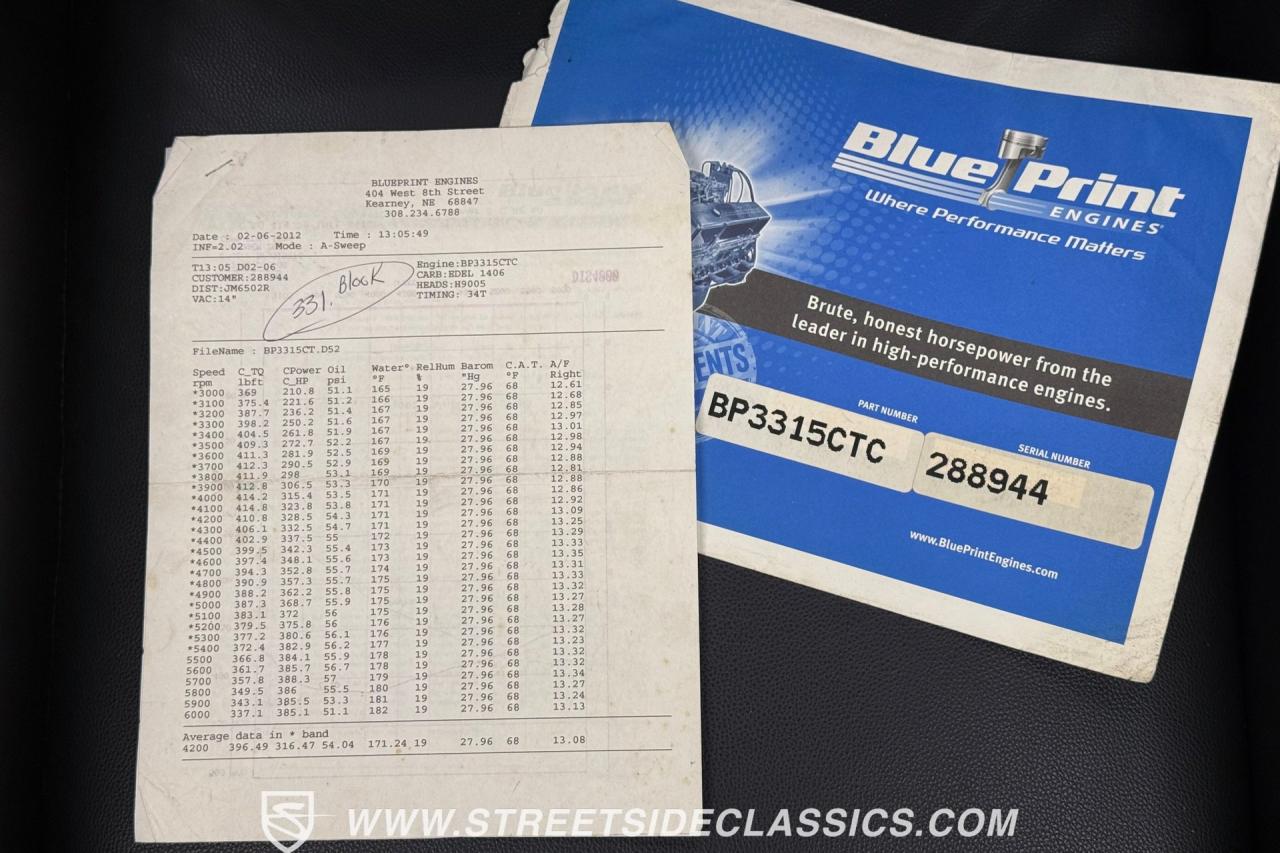 BLUEPRINT ENGINES
404 West 8th Street
Kearney, NE 68847
308.234.6788
Date : 02-06-2012 Time : 13:05:49
INF=2.02 Mode : A-Sweep
T13:05 D02-06 Engine:BP3315CTC
CUSTOMER:288944 CARB:EDEL 1406
DIST:JM6502R HEADS:H9005
VAC:14" TIMING: 34T
331. BlocK
FileName : BP3315CT.D52
Speed C_TQ CPower Oil Water° RelHum Barom C.A.T. A/F
rpm lbft C_HP psi °F % "Hg °F Right
*3000 369 210.8 51.1 165 19 27.96 68 12.61
*3100 375.4 221.6 51.2 166 19 27.96 68 12.68
*3200 387.7 236.2 51.4 167 19 27.96 68 12.85
*3300 398.2 250.2 51.6 167 19 27.96 68 12.97
*3400 404.5 261.8 51.9 167 19 27.96 68 13.01
*3500 409.3 272.7 52.2 167 19 27.96 68 12.98
*3600 411.3 281.9 52.5 169 19 27.96 68 12.94
*3700 412.3 290.5 52.9 169 19 27.96 68 12.88
*3800 411.9 298 53.1 169 19 27.96 68 12.81
*3900 412.8 306.5 53.3 170 19 27.96 68 12.88
*4000 414.2 315.4 53.5 171 19 27.96 68 12.86
*4100 414.8 323.8 53.8 171 19 27.96 68 12.92
*4200 410.8 328.5 54.3 171 19 27.96 68 13.09
*4300 406.1 332.5 54.7 171 19 27.96 68 13.25
*4400 402.9 337.5 55 172 19 27.96 68 13.29
*4500 399.5 342.3 55.4 173 19 27.96 68 13.33
*4600 397.4 348.1 55.6 173 19 27.96 68 13.35
*4700 394.3 352.8 55.7 174 19 27.96 68 13.31
*4800 390.9 357.3 55.7 175 19 27.96 68 13.33
*4900 388.2 362.2 55.8 175 19 27.96 68 13.32
*5000 387.3 368.7 55.9 175 19 27.96 68 13.27
*5100 383.1 372 56 175 19 27.96 68 13.28
*5200 379.5 375.8 56 176 19 27.96 68 13.27
*5300 377.2 380.6 56.1 176 19 27.96 68 13.32
*5400 372.4 382.9 56.2 177 19 27.96 68 13.23
5500 366.8 384.1 55.9 178 19 27.96 68 13.32
5600 361.7 385.7 56.7 178 19 27.96 68 13.32
5700 357.8 388.3 57 179 19 27.96 68 13.34
5800 349.5 386 55.5 180 19 27.96 68 13.27
5900 343.1 385.5 53.3 181 19 27.96 68 13.24
6000 337.1 385.1 51.1 182 19 27.96 68 13.13
Average data in * band
4200 396.49 316.47 54.04 171.24 19 27.96 68 13.08
BluePrint
ENGINES
Where Performance Matters
Brute, honest horsepower from the
leader in high-performance engines.
PART NUMBER
BP3315CTC
SERIAL NUMBER
288944
www.BluePrintEngines.com
WWW.STREETSIDECLASSICS.COM